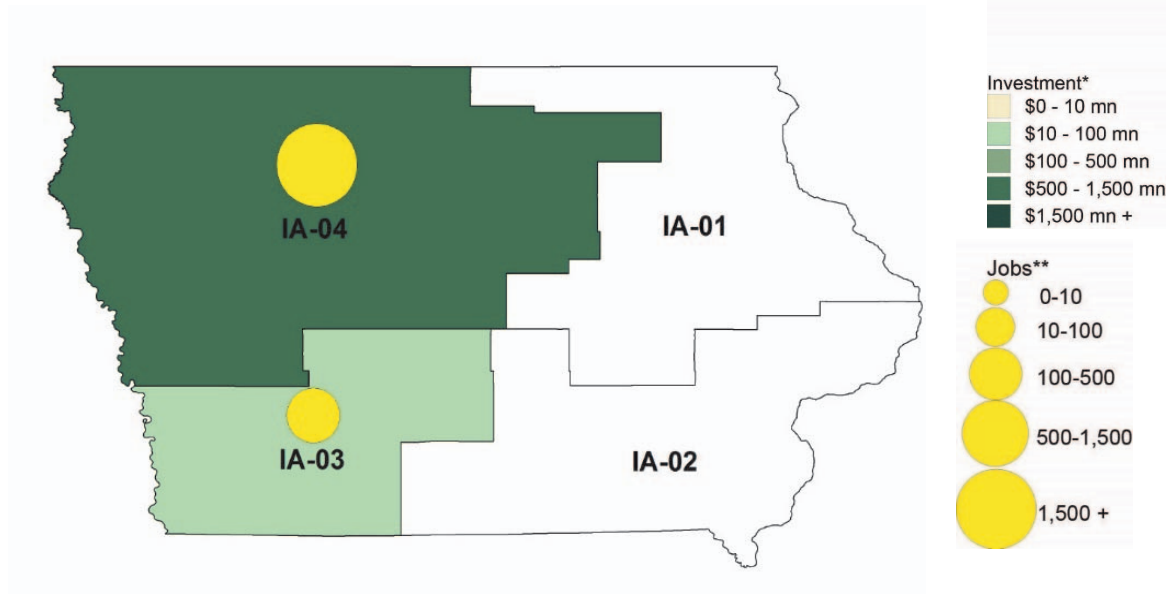 IA-04
IA-01
IA-03
IA-02
Investment*
$0 - 10 mn
$10 - 100 mn
$100 - 500 mn
$500 - 1,500 mn
$1,500 mn +
Jobs**
0-10
10-100
100-500
500-1,500
1,500 +